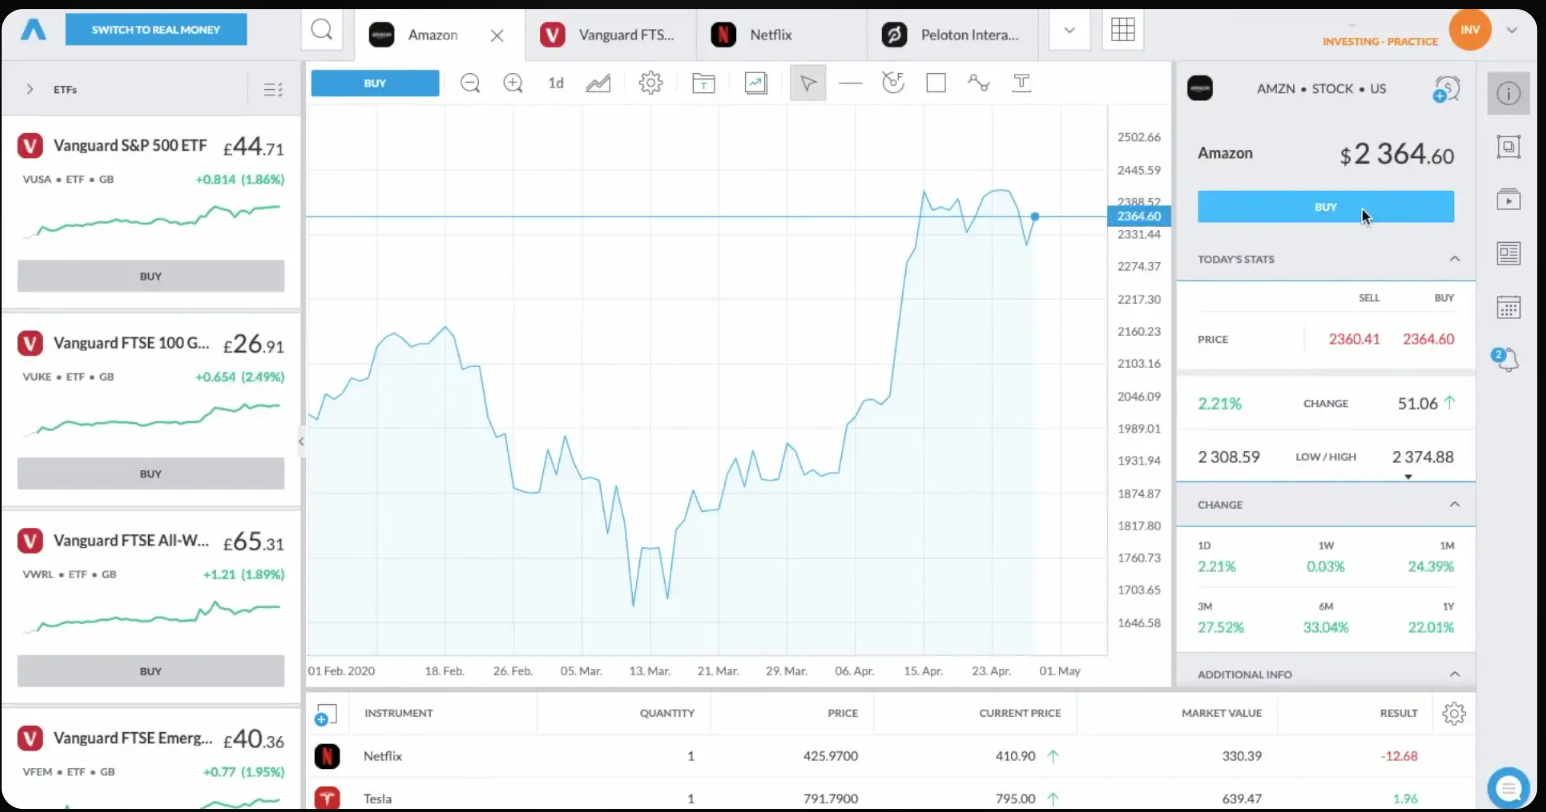 SWITCH TO REAL MONEY
Amazon
Vanguard FTS...
Netflix
Peloton Intera...
INVESTING - PRACTICE
INV
ETFs
V Vanguard S&P 500 ETF £44.71
VUSA • ETF • GB +0.814 (1.86%)
BUY
V Vanguard FTSE 100 G... £26.91
VUKE • ETF • GB +0.654 (2.49%)
BUY
V Vanguard FTSE All-W... £65.31
VWRL • ETF • GB +1.21 (1.89%)
BUY
V Vanguard FTSE Emerg... £40.36
VFEM • ETF • GB +0.77 (1.95%)
BUY 1d
2502.66
2445.59
2388.52
2364.60
2331.44
2274.37
2217.30
2160.23
2103.16
2046.09
1989.01
1931.94
1874.87
1817.80
1760.73
1703.65
1646.58
01 Feb. 2020 18. Feb. 26. Feb. 05. Mar. 13. Mar. 21. Mar. 29. Mar. 06. Apr. 15. Apr. 23. Apr. 01. May
INSTRUMENT QUANTITY PRICE CURRENT PRICE MARKET VALUE RESULT
Netflix 1 425.9700 410.90 330.39 -12.68
Tesla 1 791.7900 795.00 639.47 1.96
AMZN • STOCK • US
Amazon $2 364.60
BUY
TODAY'S STATS
SELL BUY
PRICE 2360.41 2364.60
2.21% CHANGE 51.06
2 308.59 LOW / HIGH 2 374.88
CHANGE
1D 1W 1M
2.21% 0.03% 24.39%
3M 6M 1Y
27.52% 33.04% 22.01%
ADDITIONAL INFO
2